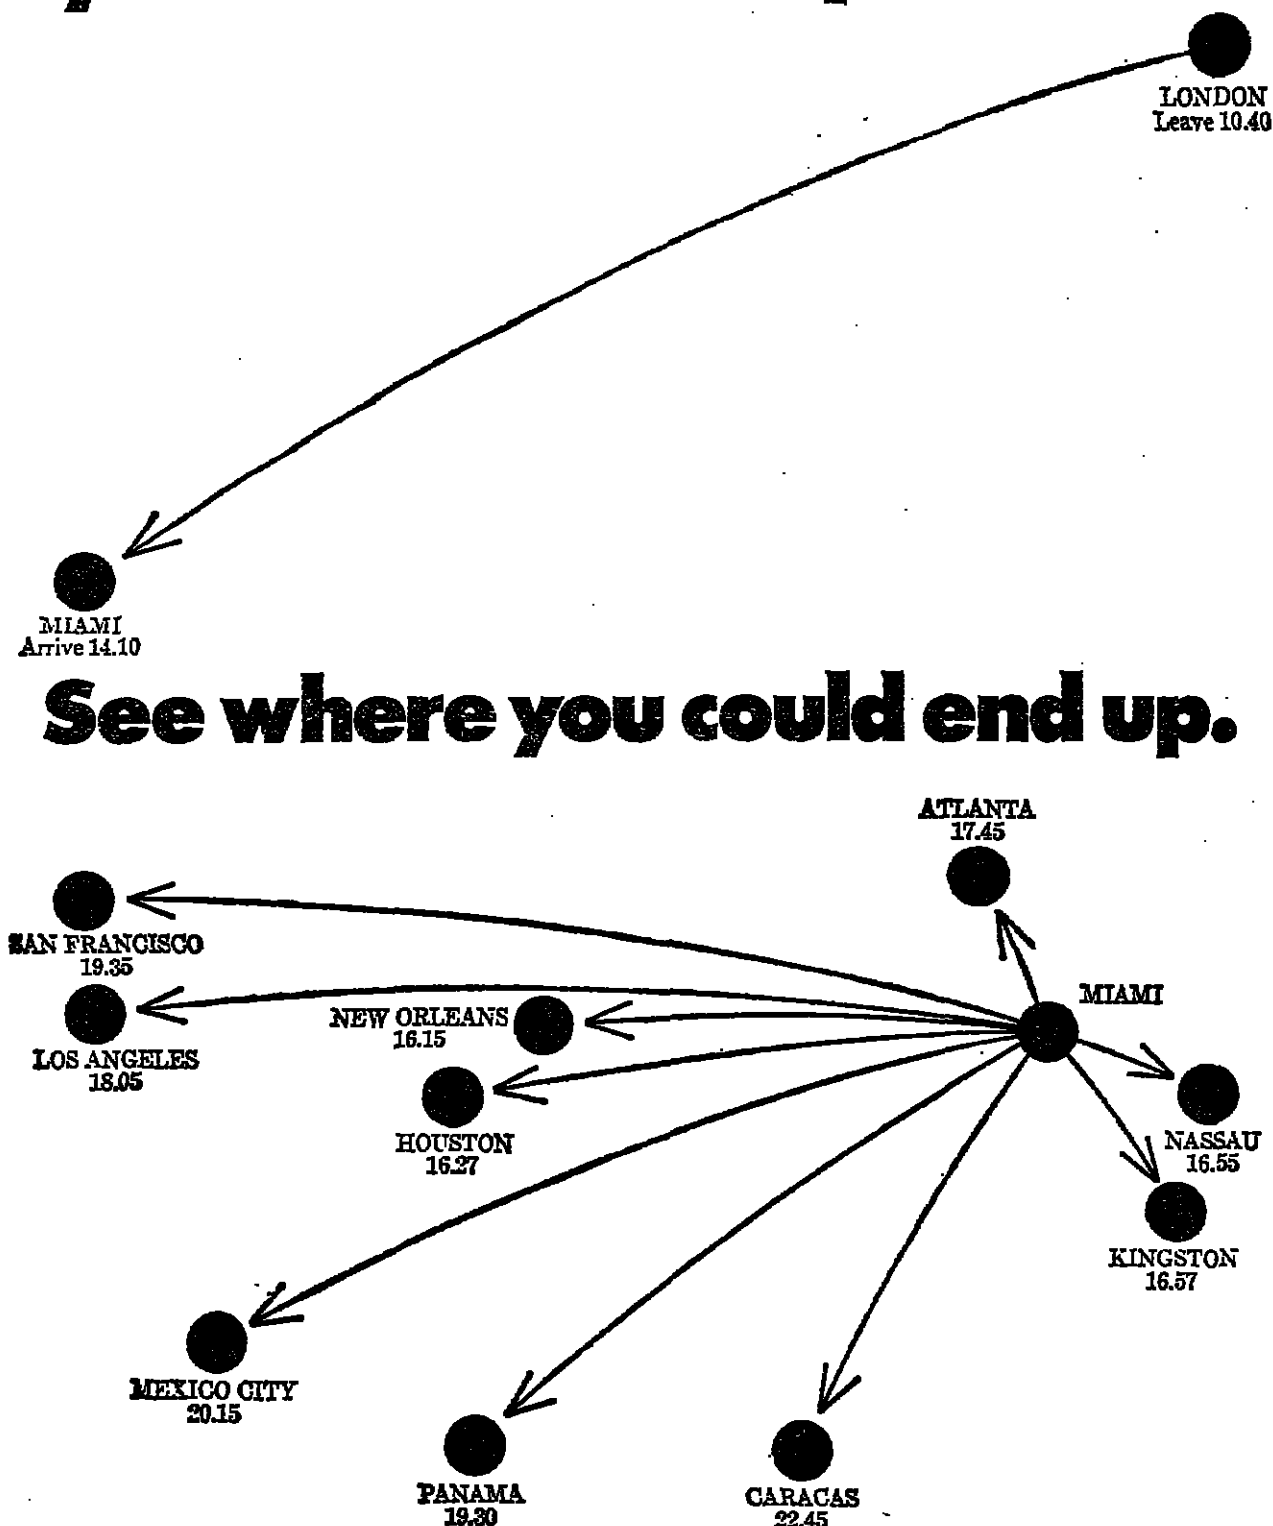 LONDON
Leave 10.40
MIAMI
Arrive 14.10
See where you could end up.
ATLANTA
17.45
SAN FRANCISCO
19.35
MIAMI
NEW ORLEANS
16.15
LOS ANGELES
18.05
HOUSTON
16.27
NASSAU
16.55
KINGSTON
16.57
MEXICO CITY
20.15
PANAMA
19.30
CARACAS
22.45